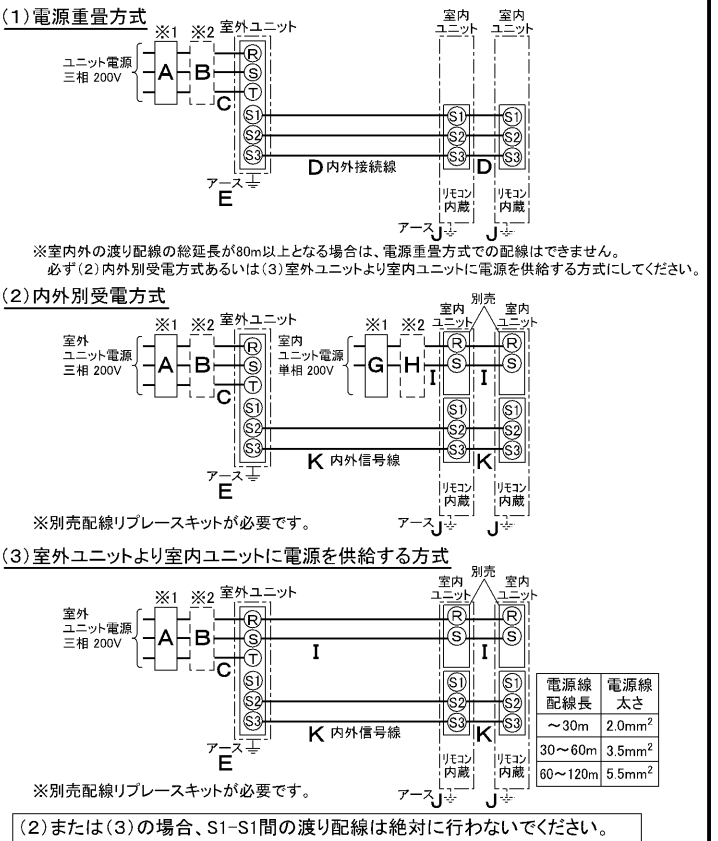 (1)電源重畳方式
※1 ※2 室外ユニット
室内
ユニット
室内
ユニット
ユニット電源
三相 200V
A
B
C
R
S
T
S1
S2
S3
S1
S2
S3
S1
S2
S3
D 内外接続線
D
アース
E
リモコン
内蔵
リモコン
内蔵
アース J
J
※室内外の渡り配線の総延長が80m以上となる場合は、電源重畳方式での配線はできません。
必ず(2)内外別受電方式あるいは(3)室外ユニットより室内ユニットに電源を供給する方式にしてください。
(2)内外別受電方式
※1 ※2 室外ユニット
※1 ※2
室内
ユニット
別売
室内
ユニット
室外
ユニット電源
三相 200V
A
B
C
R
S
T
S1
S2
S3
室内
ユニット電源
単相 200V
G
H
I
I
R
S
S1
S2
S3
R
S
S1
S2
S3
K 内外信号線
K
アース
E
リモコン
内蔵
リモコン
内蔵
アース J
J
※別売配線リプレースキットが必要です。
(3)室外ユニットより室内ユニットに電源を供給する方式
※1 ※2 室外ユニット
室内
ユニット
別売
室内
ユニット
室外
ユニット電源
三相 200V
A
B
C
R
S
T
S1
S2
S3
I
I
R
S
S1
S2
S3
R
S
S1
S2
S3
K 内外信号線
K
アース
E
リモコン
内蔵
リモコン
内蔵
アース J
J
電源線
配線長
電源線
太さ
～30m 2.0mm²
30～60m 3.5mm²
60～120m 5.5mm²
※別売配線リプレースキットが必要です。
(2)または(3)の場合、S1-S1間の渡り配線は絶対に行わないでください。